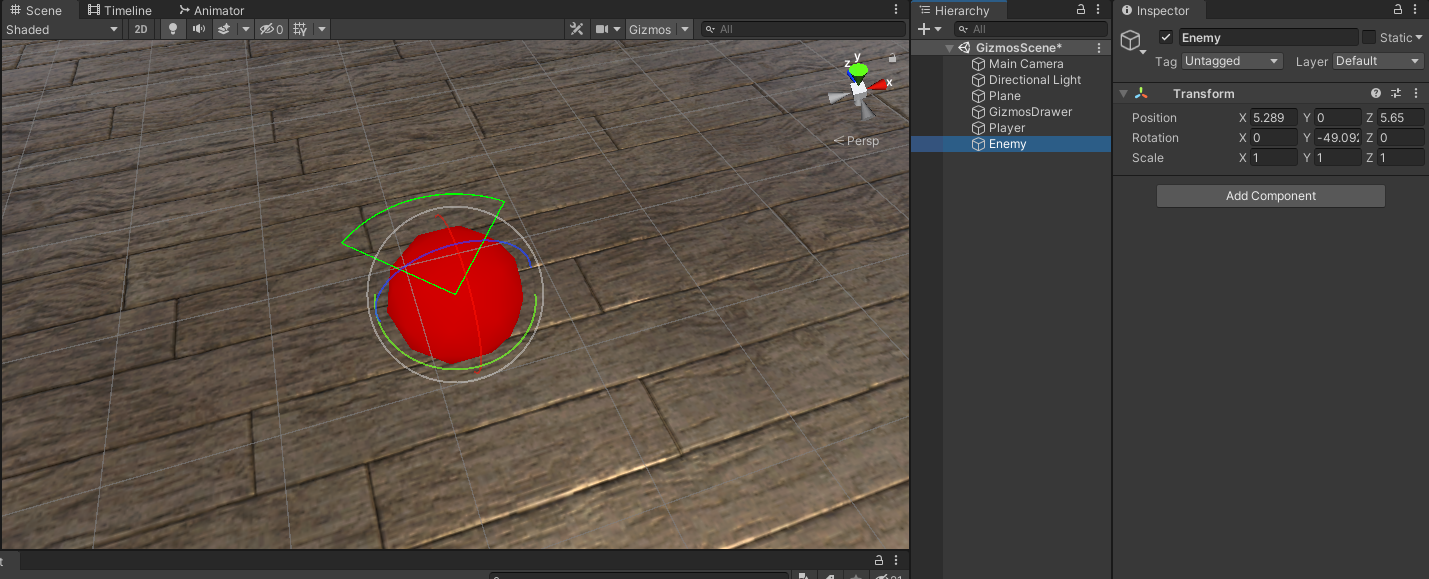 Scene Timeline Animator
Shaded 2D 0 Gizmos All
y
z
x
Persp
Hierarchy
All
GizmosScene*
Main Camera
Directional Light
Plane
GizmosDrawer
Player
Enemy
Inspector
Enemy Static
Tag Untagged Layer Default
Transform
Position X 5.289 Y 0 Z 5.65
Rotation X 0 Y -49.092 Z 0
Scale X 1 Y 1 Z 1
Add Component